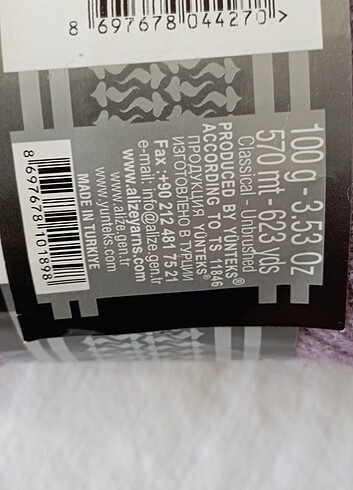 8 697678 044270 >
100 g - 3.53 Oz
570 mt - 623 yds
Classical - Unbrushed
PRODUCED BY YUNTEKS®
ACCORDING TO TS 11846
ПРОДУКЦИЯ YUNTEKS®
ИЗГОТОВЛЕНО В ТУРЦИИ
Fax :+90 212 481 75 21
e-mail: info@alize.gen.tr
www.alizeyarns.com
www.alize.gen.tr
www.yunteks.com
MADE IN TURKIYE
8 697678 101898